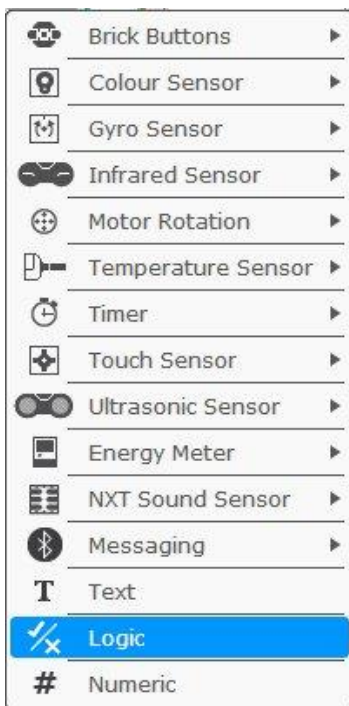 Brick Buttons
Colour Sensor
Gyro Sensor
Infrared Sensor
Motor Rotation
Temperature Sensor
Timer
Touch Sensor
Ultrasonic Sensor
Energy Meter
NXT Sound Sensor
Messaging
T Text
Logic
# Numeric